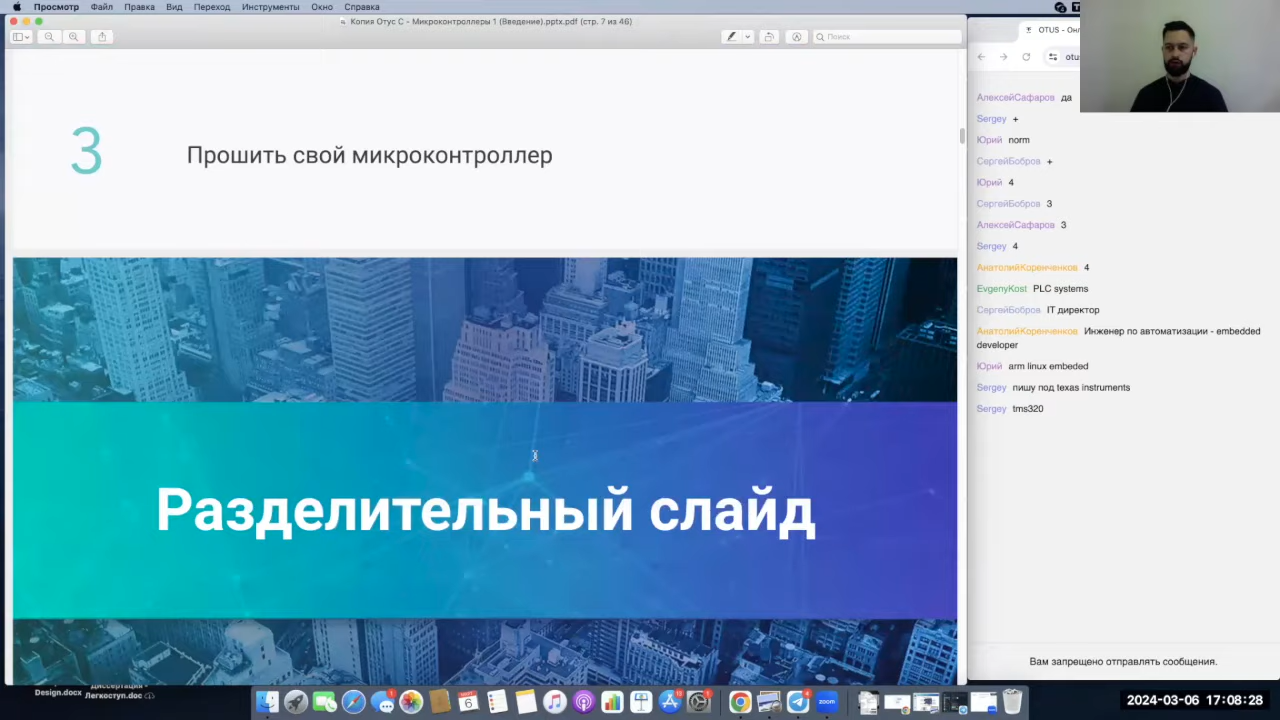 Просмотр Файл Правка Вид Переход Инструменты Окно Справка
Копия Отус С - Микроконтроллеры 1 (Введение).pptx.pdf (стр. 7 из 46)
Поиск
OTUS - Онл
otus
3
Прошить свой микроконтроллер
Разделительный слайд
АлексейСафаров да
Sergey +
Юрий norm
СергейБобров +
Юрий 4
СергейБобров 3
АлексейСафаров 3
Sergey 4
АнатолийКоренченков 4
EvgenyKost PLC systems
СергейБобров IT директор
АнатолийКоренченков Инженер по автоматизации - embedded
developer
Юрий arm linux embeded
Sergey пишу под texas instruments
Sergey tms320
Вам запрещено отправлять сообщения.
Design.docx
Диссертация -
Легкоступ.doc
6
zoom
2024-03-06 17:08:28